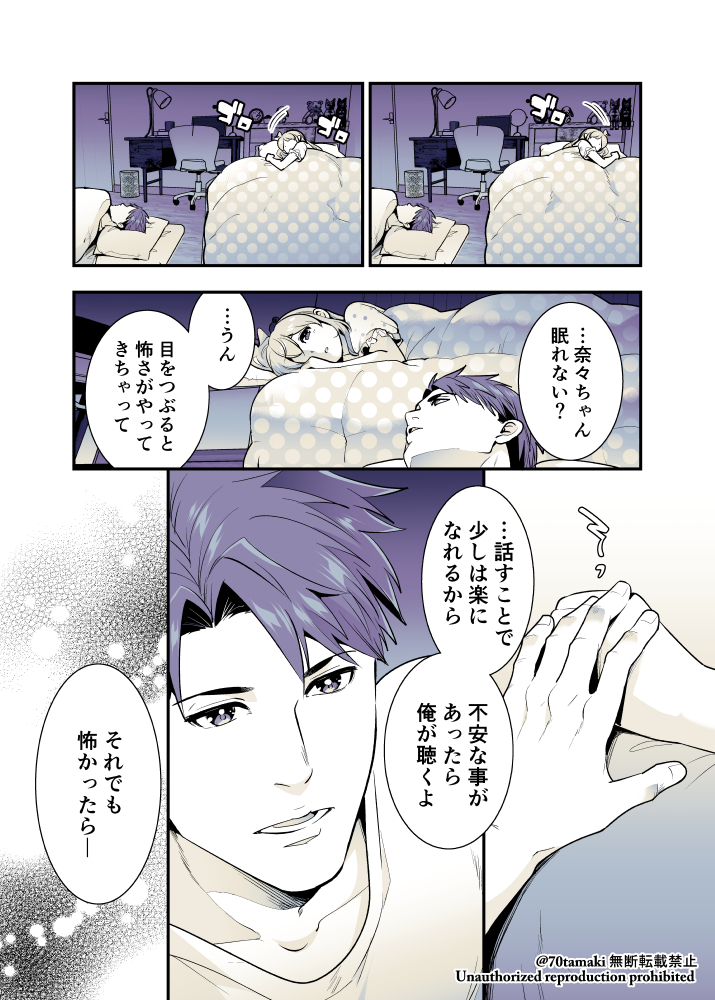 ゴロ
ゴロ
ゴロ
…奈々ちゃん
眠れない？
…うん
目をつぶると
怖さがやって
きちゃって
…話すことで
少しは楽に
なれるから
不安な事が
あったら
俺が聴くよ
それでも
怖かったら―
@70tamaki 無断転載禁止
Unauthorized reproduction prohibited